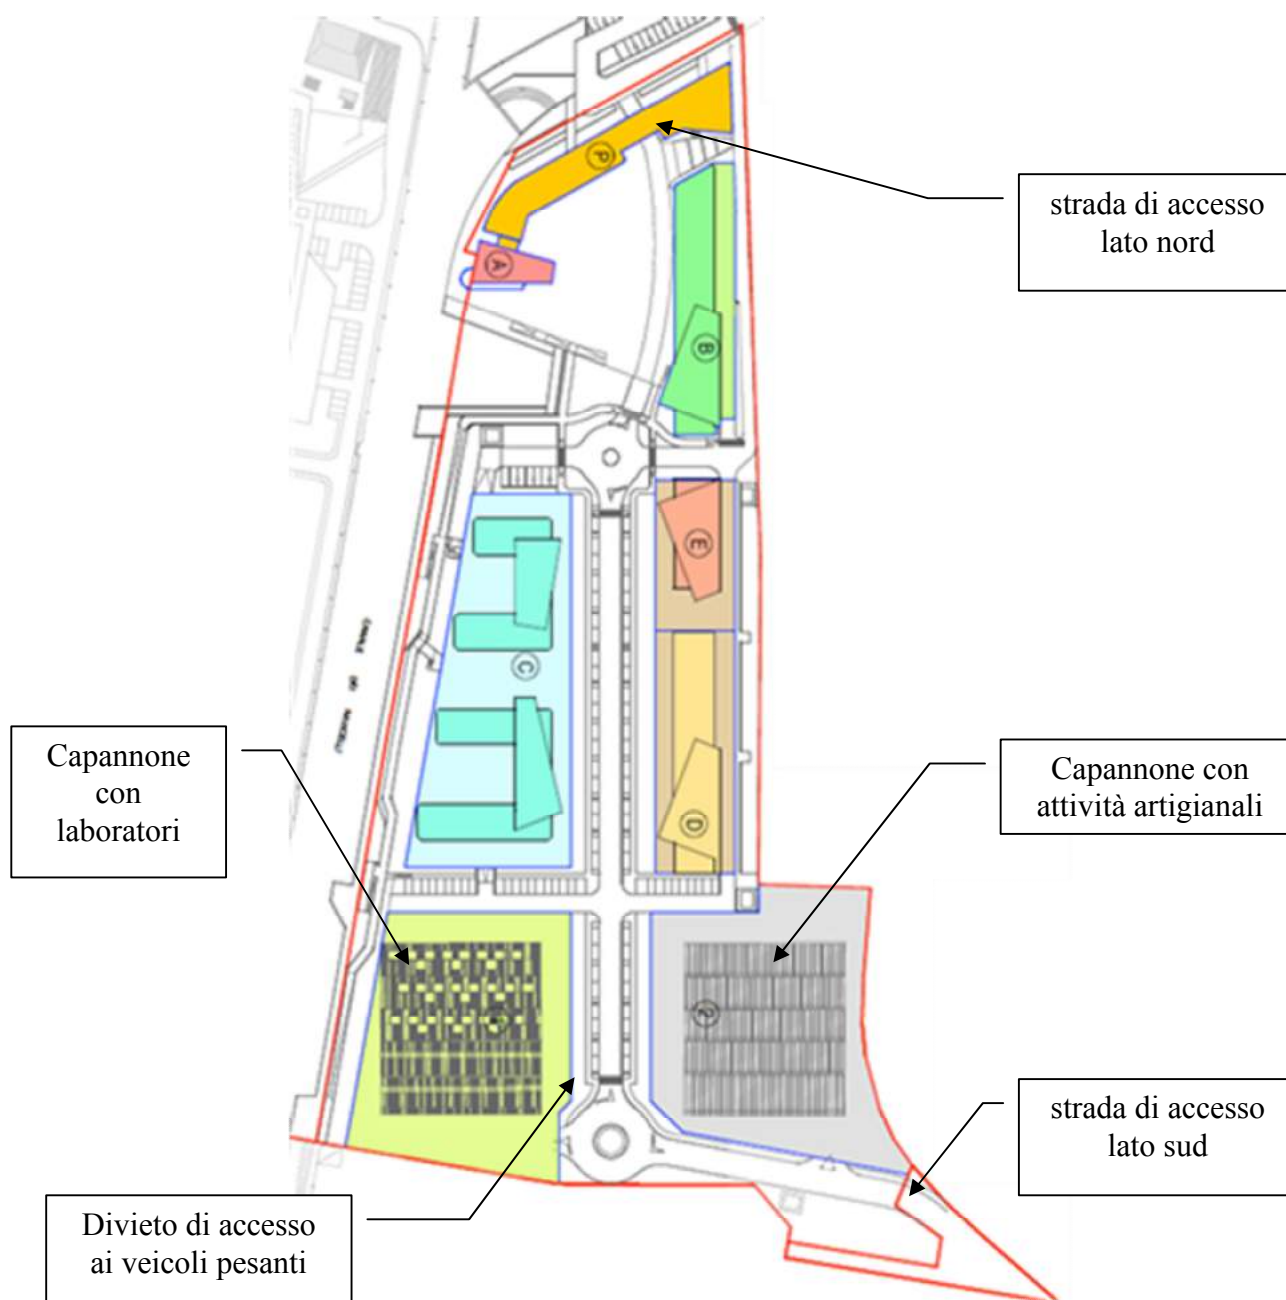 strada di accesso
lato nord
P
A
B
E
C
D
Capannone
con
laboratori
Capannone con
attività artigianali
2
strada di accesso
lato sud
Divieto di accesso
ai veicoli pesanti